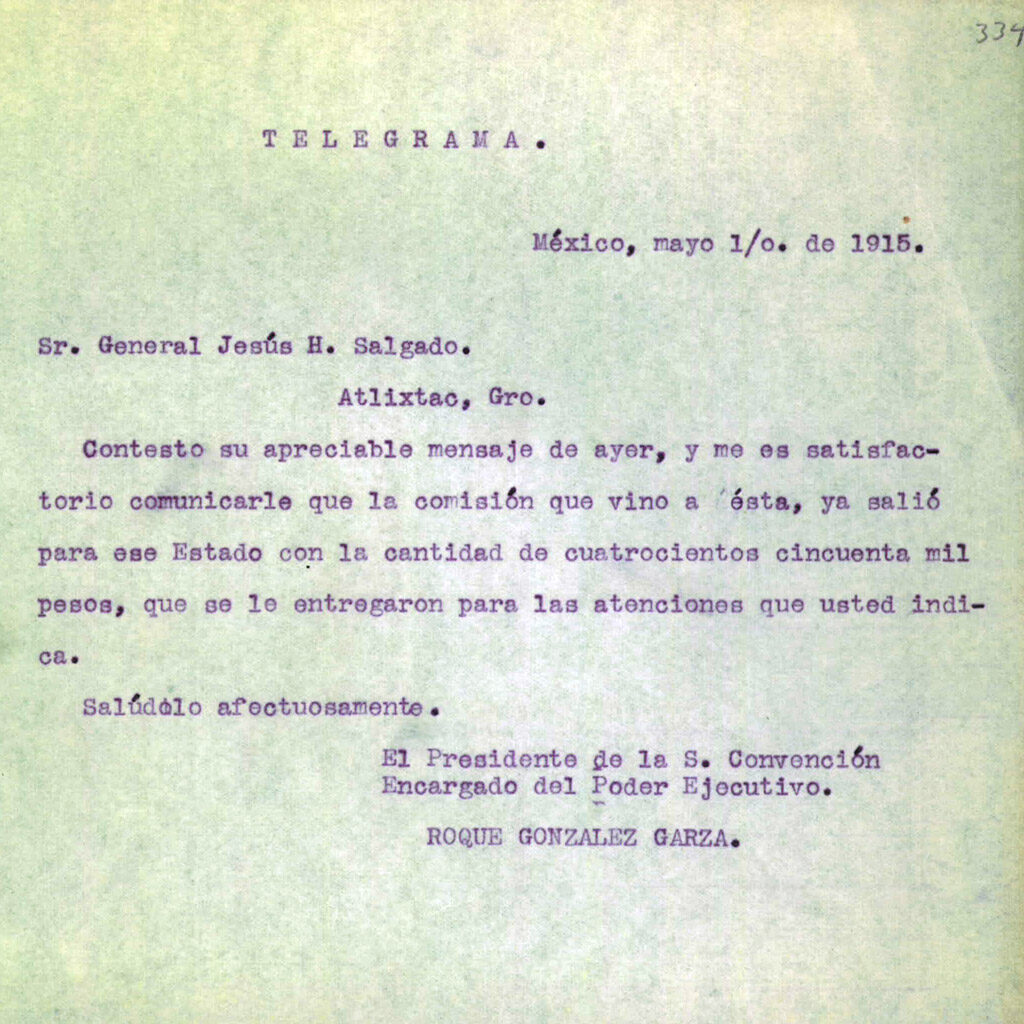 334
T E L E G R A M A .
México, mayo 1/o. de 1915.
Sr. General Jesús H. Salgado.
Atlixtac, Gro.
Contesto su apreciable mensaje de ayer, y me es satisfac-
torio comunicarle que la comisión que vino a ésta, ya salió
para ese Estado con la cantidad de cuatrocientos cincuenta mil
pesos, que se le entregaron para las atenciones que usted indi-
ca.
Salúdolo afectuosamente.
El Presidente de la S. Convención
Encargado del Poder Ejecutivo.
ROQUE GONZALEZ GARZA.